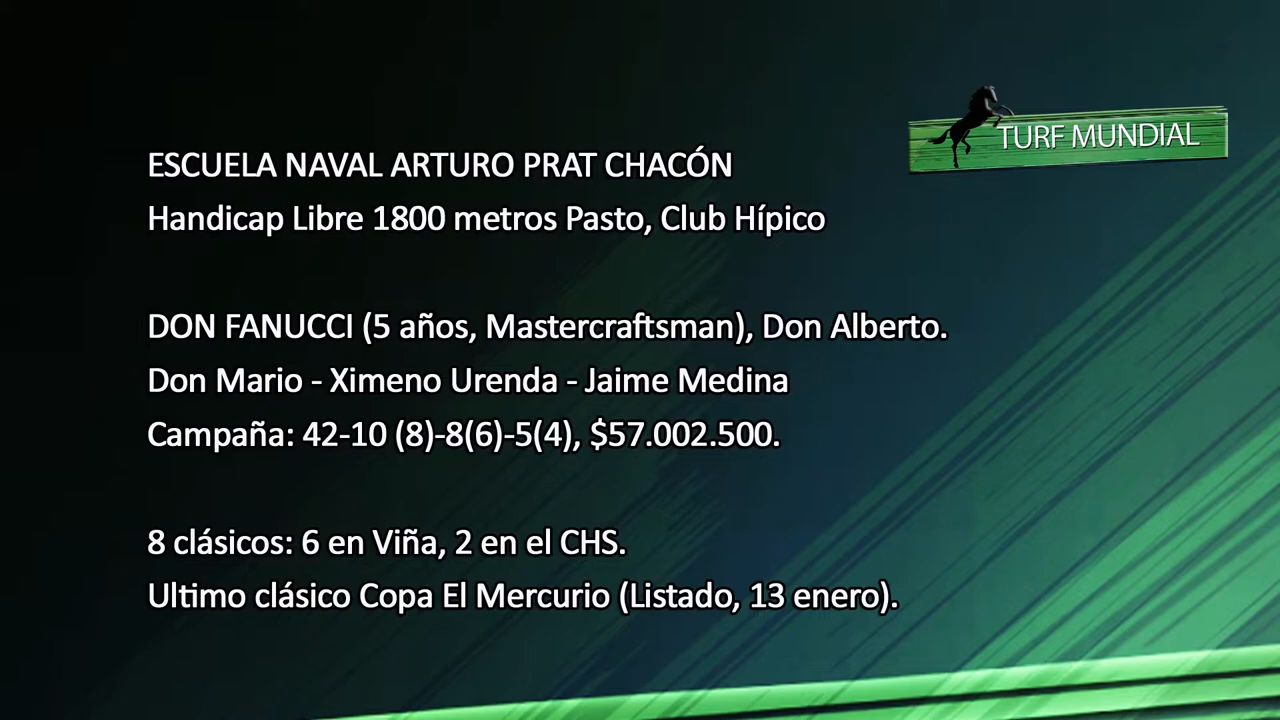 TURF MUNDIAL
ESCUELA NAVAL ARTURO PRAT CHACÓN
Handicap Libre 1800 metros Pasto, Club Hípico
DON FANUCCI (5 años, Mastercraftsman), Don Alberto.
Don Mario - Ximeno Urenda - Jaime Medina
Campaña: 42-10 (8)-8(6)-5(4), $57.002.500.
8 clásicos: 6 en Viña, 2 en el CHS.
Ultimo clásico Copa El Mercurio (Listado, 13 enero).